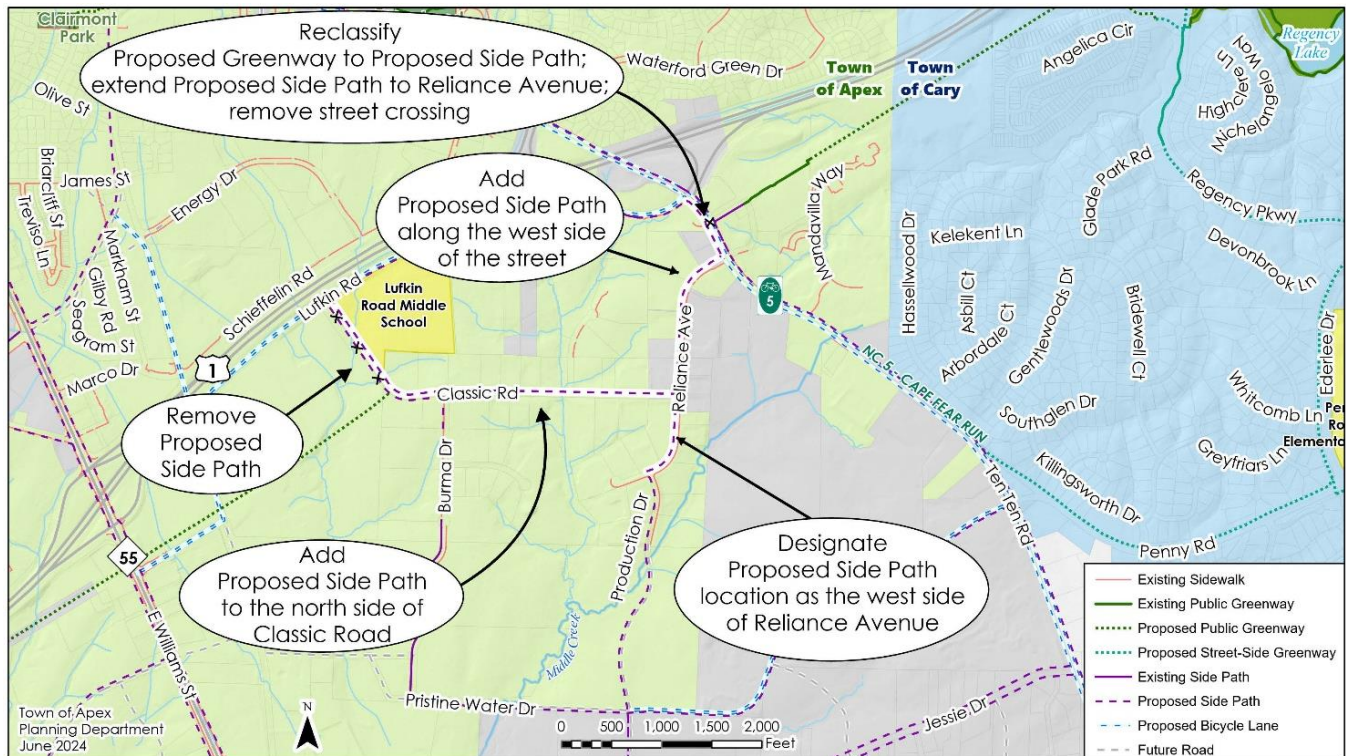 Clairmont
Park
Reclassify
Proposed Greenway to Proposed Side Path;
extend Proposed Side Path to Reliance Avenue;
remove street crossing
Waterford Green Dr
Town
of Apex
Town
of Cary
Angelica Cir
Highclere Ln
Nichelangelo Way
Regency
Lake
Olive St
Briarcliff St
James St
Treviso Ln
Energy Dr
Markham St
Gilby Rd
Seagram St
Marco Dr
Add
Proposed Side Path
along the west side
of the street
Mandavilla Way
Glade Park Rd
Regency Pkwy
Hassellwood Dr
Kelekent Ln
Devonbrook Ln
Schieffelin Rd
Lufkin Rd
Lufkin
Road Middle
School
5
Asbill Ct
Arbordale Ct
Gentlewoods Dr
Bridewell Ct
Ederlee Dr
1
Reliance Ave
NC 5 - CAPE FEAR RUN
Classic Rd
Southglen Dr
Whitcomb Ln
Greyfriars Ln
Elementa
Remove
Proposed
Side Path
Burma Dr
Killingsworth Dr
Ten Ten Rd
Penny Rd
55
E Williams St
Add
Proposed Side Path
to the north side of
Classic Road
Production Dr
Middle Creek
Designate
Proposed Side Path
location as the west side
of Reliance Avenue
Pristine Water Dr
Jessie Dr
Existing Sidewalk
Existing Public Greenway
Proposed Public Greenway
Proposed Street-Side Greenway
Existing Side Path
Proposed Side Path
Proposed Bicycle Lane
Future Road
Town of Apex
Planning Department
June 2024
N
0 500 1,000 1,500 2,000
Feet